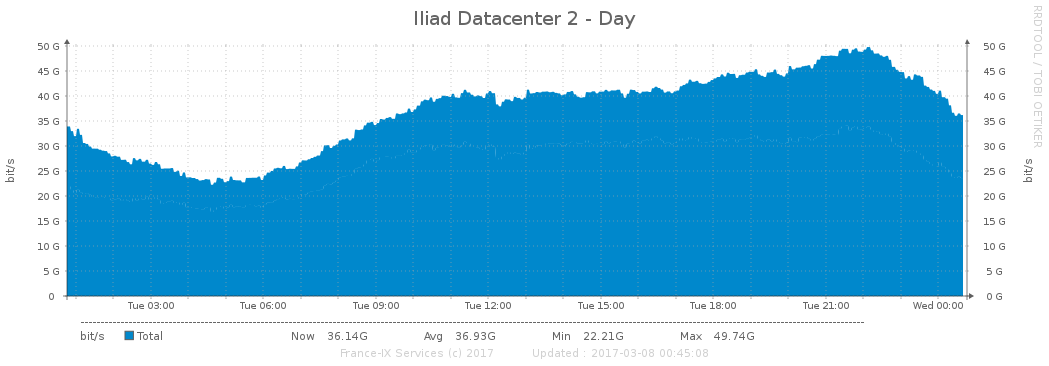 Iliad Datacenter 2 - Day
RRDTOOL / TOBI OETIKER
bit/s
50 G
45 G
40 G
35 G
30 G
25 G
20 G
15 G
10 G
5 G
0
50 G
45 G
40 G
35 G
30 G
25 G
20 G
15 G
10 G
5 G
0 G
bit/s
Tue 03:00 Tue 06:00 Tue 09:00 Tue 12:00 Tue 15:00 Tue 18:00 Tue 21:00 Wed 00:00
bit/s Total Now 36.14G Avg 36.93G Min 22.21G Max 49.74G
France-IX Services (c) 2017 Updated : 2017-03-08 00:45:08